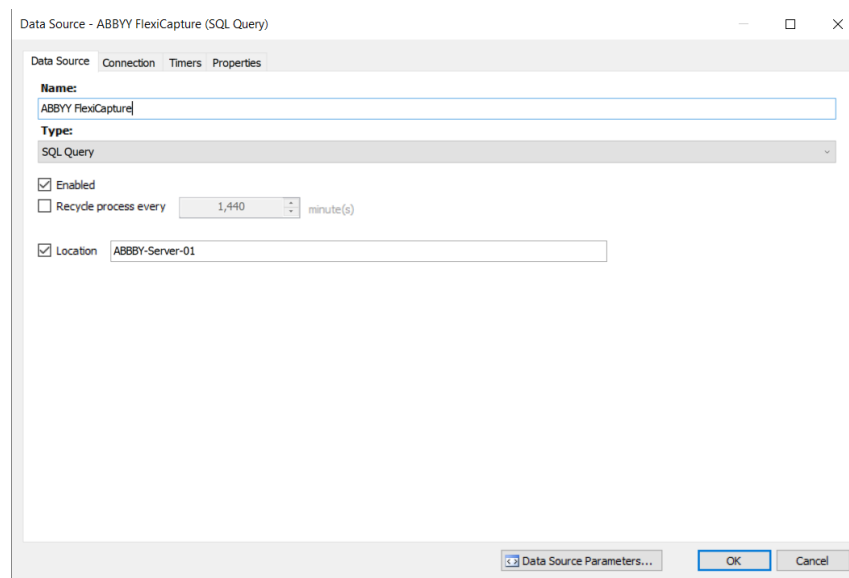 Data Source - ABBYY FlexiCapture (SQL Query)
Data Source Connection Timers Properties
Name:
ABBYY FlexiCapture
Type:
SQL Query
Enabled
Recycle process every 1,440 minute(s)
Location ABBBY-Server-01
Data Source Parameters... OK Cancel